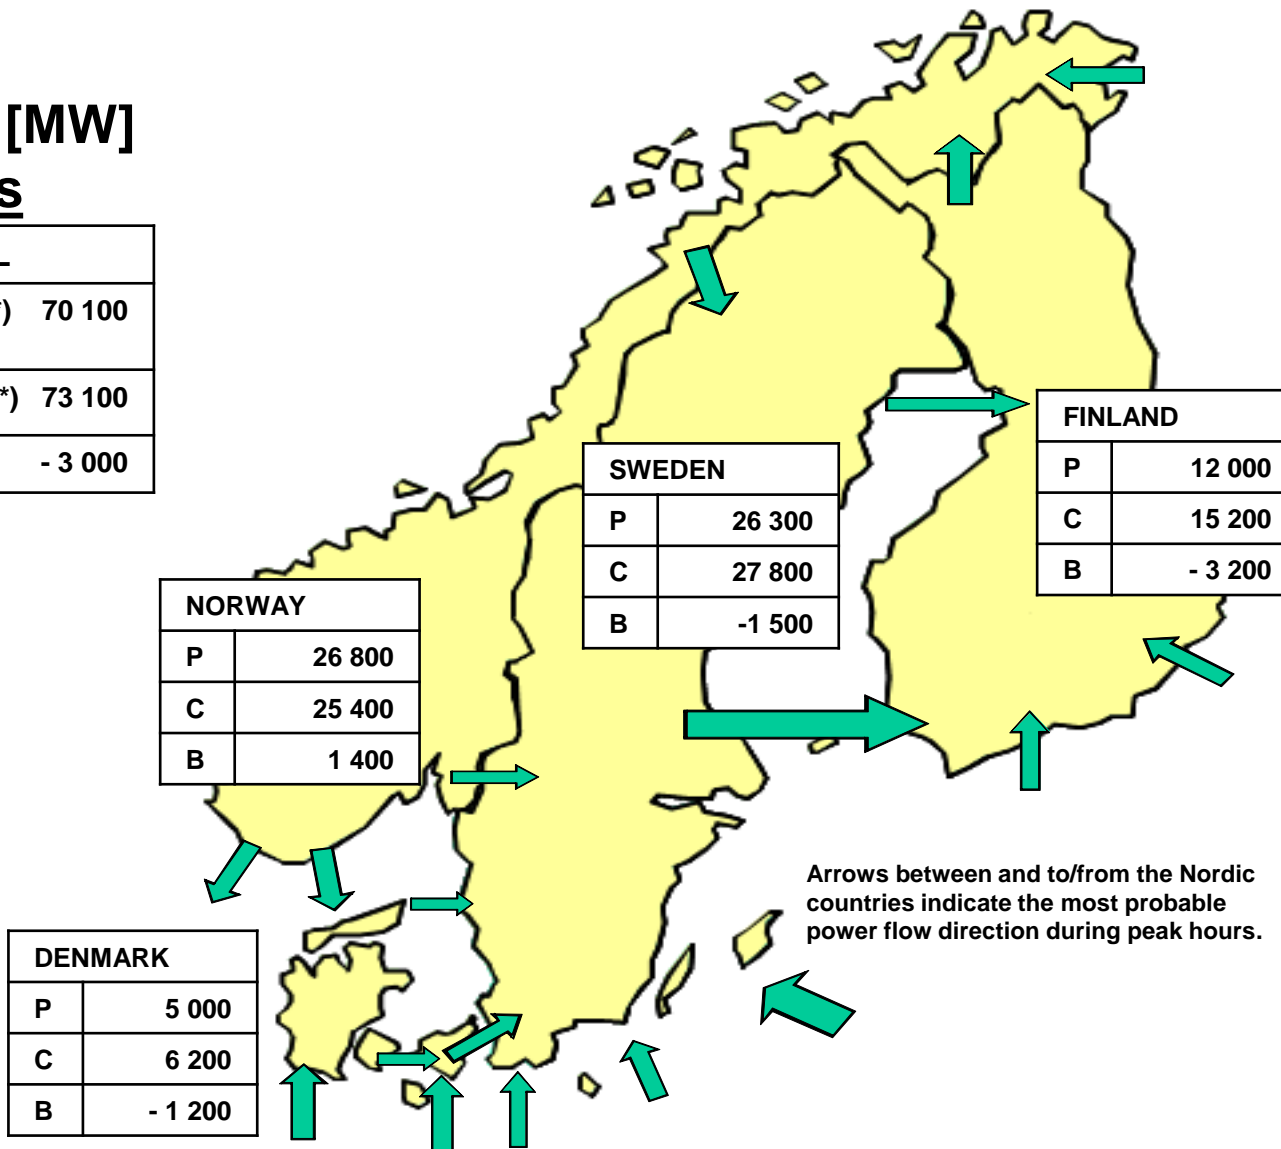 [MW]
s
*) 70 100
*) 73 100
- 3 000
FINLAND
P 12 000
C 15 200
B - 3 200
SWEDEN
P 26 300
C 27 800
B -1 500
NORWAY
P 26 800
C 25 400
B 1 400
Arrows between and to/from the Nordic
countries indicate the most probable
power flow direction during peak hours.
DENMARK
P 5 000
C 6 200
B - 1 200